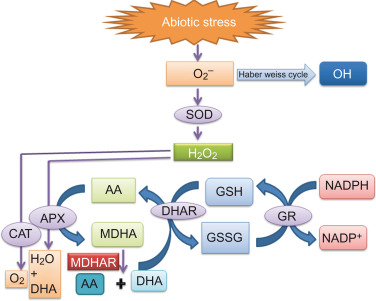 Abiotic stress
O₂⁻
Haber weiss cycle
OH
SOD
H₂O₂
AA
GSH
NADPH
CAT
APX
DHAR
GR
MDHA
GSSG
NADP⁺
O₂
H₂O
+
DHA
MDHAR
AA
+
DHA